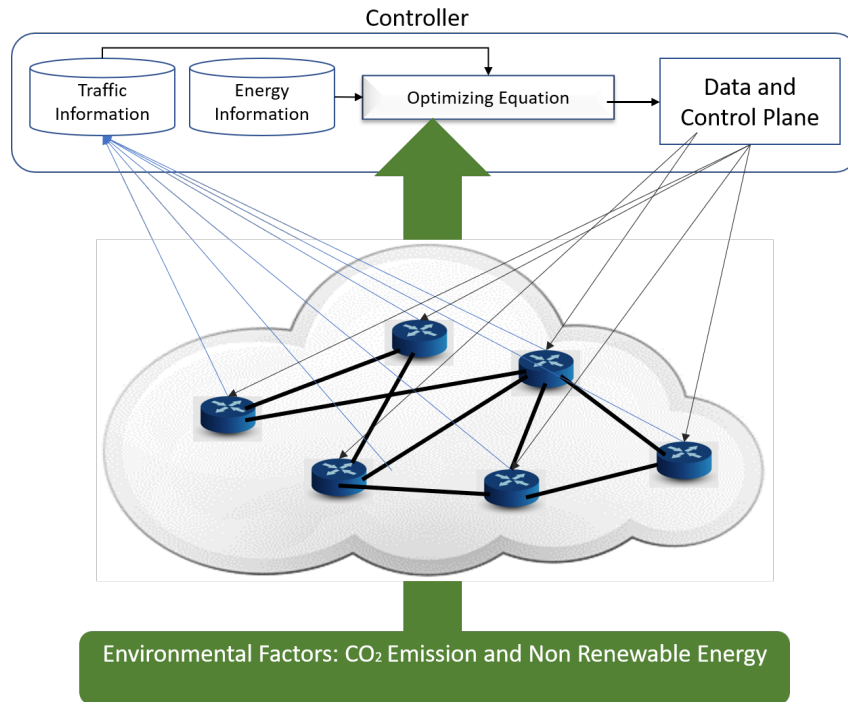 Controller
Traffic
Information
Energy
Information
Optimizing Equation
Data and
Control Plane
Environmental Factors: CO₂ Emission and Non Renewable Energy